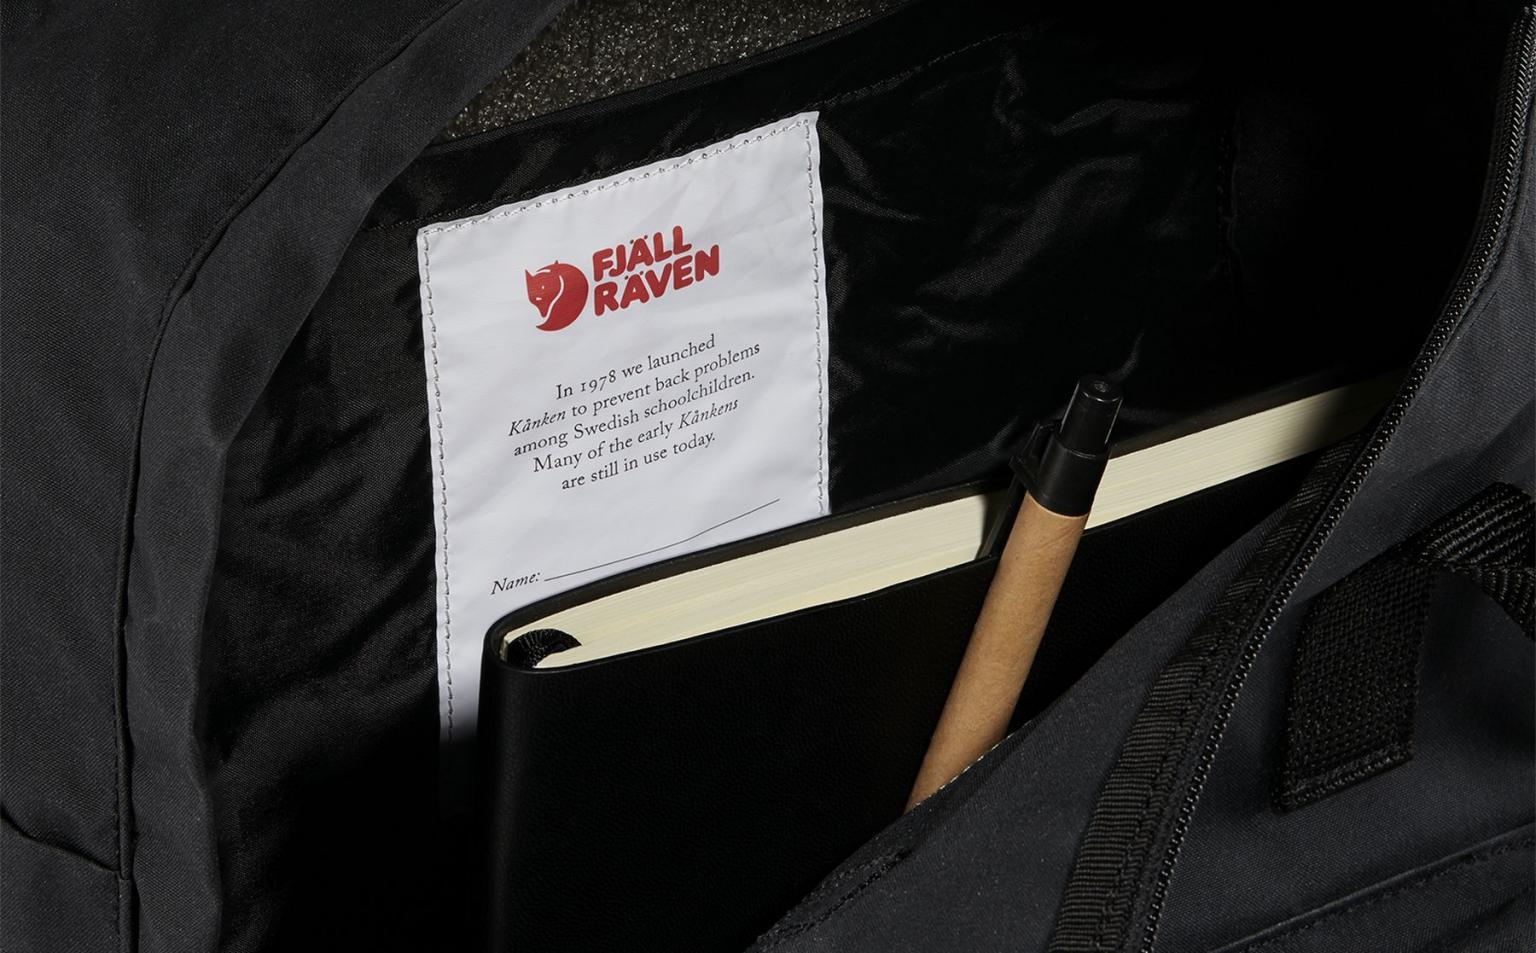 FJÄLL
RÄVEN
In 1978 we launched
Kånken to prevent back problems
among Swedish schoolchildren.
Many of the early Kånkens
are still in use today.
Name: